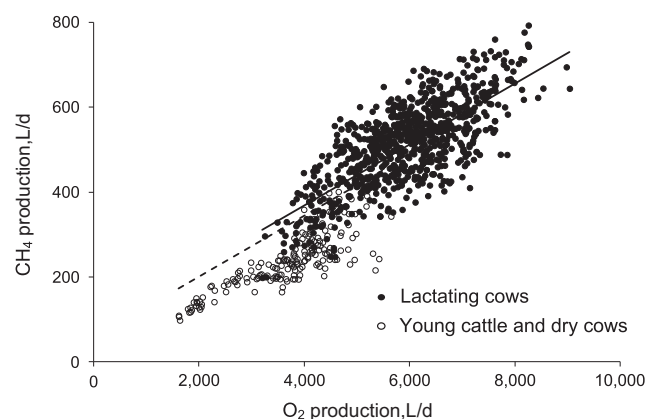 800
600
400
200
0
CH₄ production,L/d
Lactating cows
Young cattle and dry cows
0 2,000 4,000 6,000 8,000 10,000
O₂ production,L/d